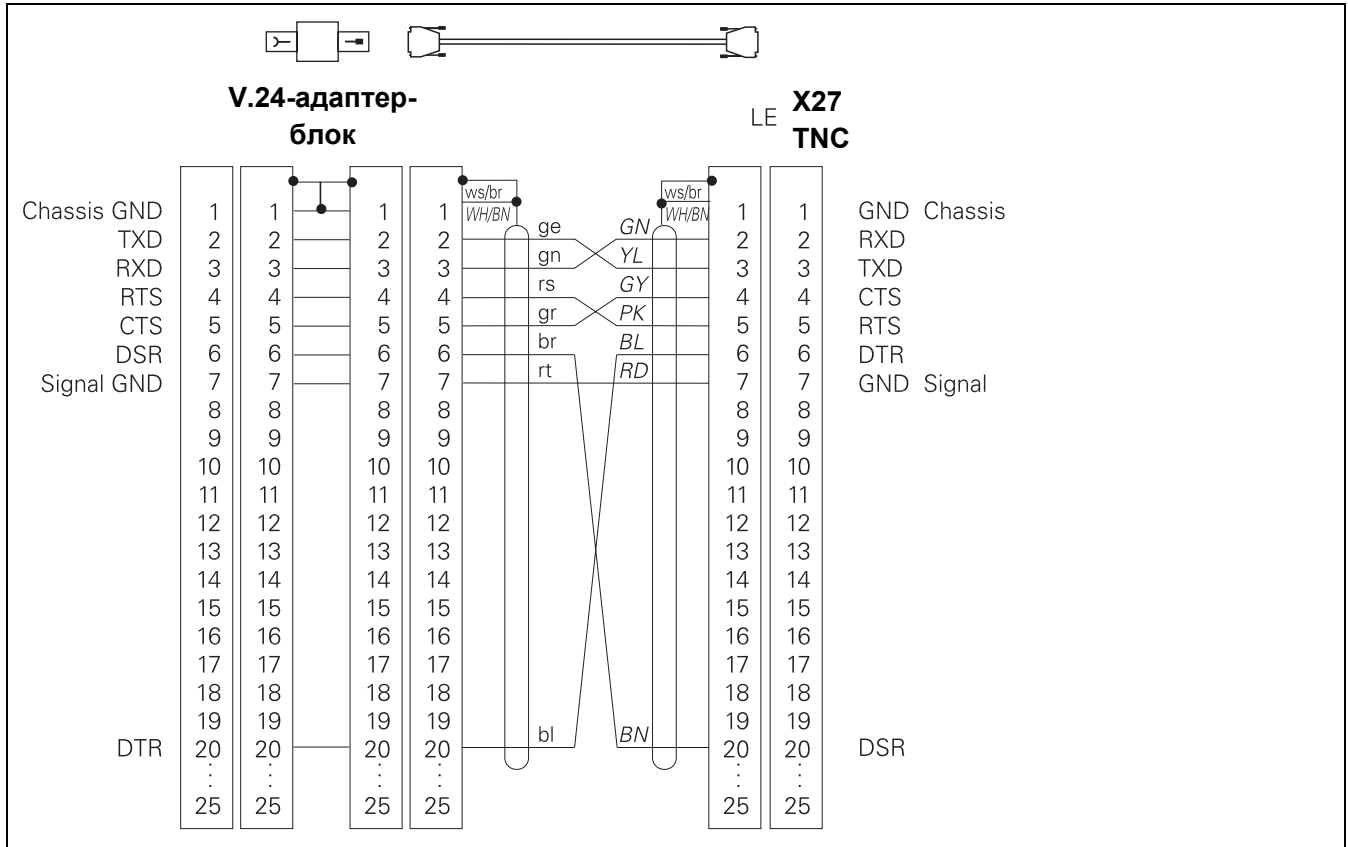 V.24-адаптер-
блок
LE X27
TNC
ws/br ws/br
Chassis GND 1 1 1 1 WH/BN WH/BN 1 1 GND Chassis
TXD 2 2 2 2 ge GN 2 2 RXD
RXD 3 3 3 3 gn YL 3 3 TXD
RTS 4 4 4 4 rs GY 4 4 CTS
CTS 5 5 5 5 gr PK 5 5 RTS
DSR 6 6 6 6 br BL 6 6 DTR
Signal GND 7 7 7 7 rt RD 7 7 GND Signal
8 8 8 8 8 8
9 9 9 9 9 9
10 10 10 10 10 10
11 11 11 11 11 11
12 12 12 12 12 12
13 13 13 13 13 13
14 14 14 14 14 14
15 15 15 15 15 15
16 16 16 16 16 16
17 17 17 17 17 17
18 18 18 18 18 18
19 19 19 19 19 19
DTR 20 20 20 20 bl BN 20 20 DSR
25 25 25 25 25 25